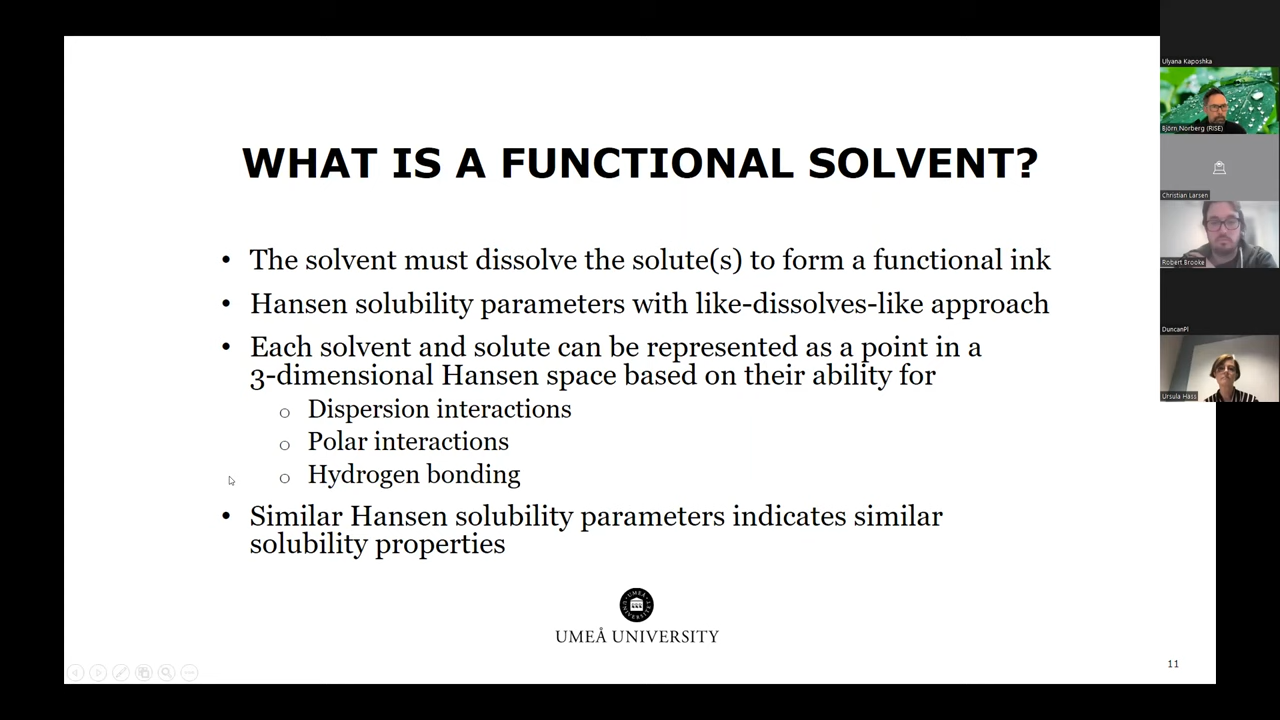 WHAT IS A FUNCTIONAL SOLVENT?
• The solvent must dissolve the solute(s) to form a functional ink
• Hansen solubility parameters with like-dissolves-like approach
• Each solvent and solute can be represented as a point in a
3-dimensional Hansen space based on their ability for
o Dispersion interactions
o Polar interactions
o Hydrogen bonding
• Similar Hansen solubility parameters indicates similar
solubility properties
UMEÅ UNIVERSITY
11
Ulyana Kaposhka
Björn Norberg (RISE)
Christian Larsen
Robert Brooke
DuncanPl
Ursula Hass